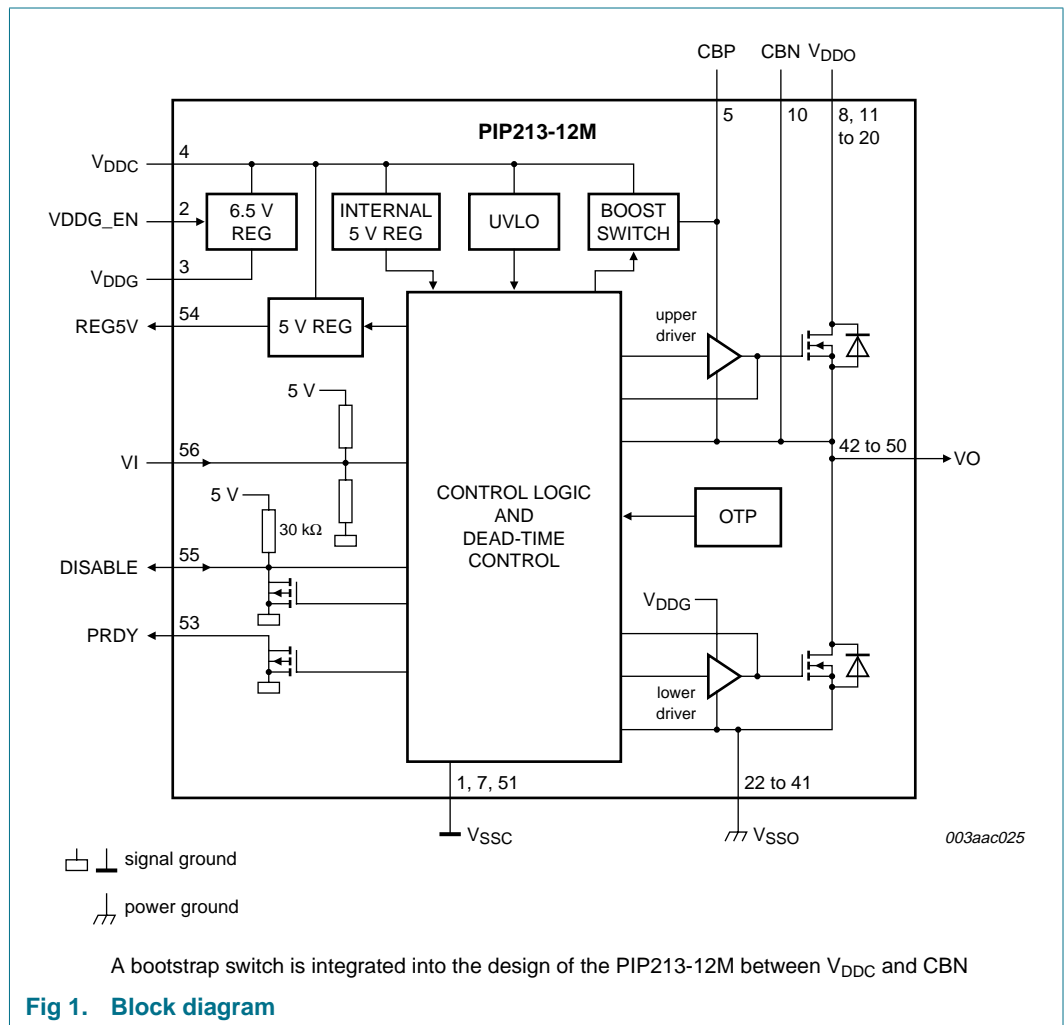 CBP CBN VDDO
5 10 8, 11
to 20
PIP213-12M
VDDC 4
VDDG_EN 2
6.5 V
REG
INTERNAL
5 V REG
UVLO
BOOST
SWITCH
VDDG 3
REG5V 54
5 V REG
upper
driver
5 V
VI 56
42 to 50 VO
5 V
30 kΩ
CONTROL LOGIC
AND
DEAD-TIME
CONTROL
OTP
DISABLE 55
VDDG
PRDY 53
lower
driver
1, 7, 51
22 to 41
VSSC
VSSO
003aac025
signal ground
power ground
A bootstrap switch is integrated into the design of the PIP213-12M between VDDC and CBN
Fig 1. Block diagram